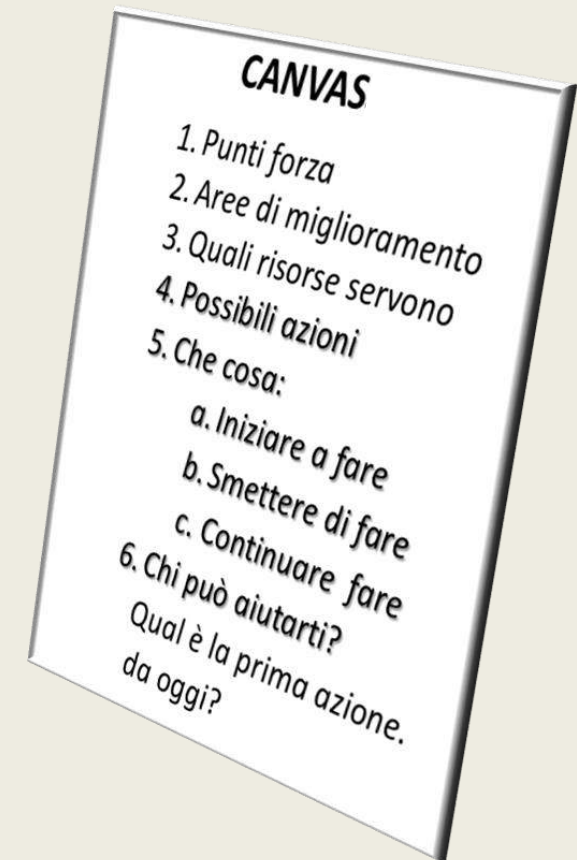 CANVAS
1. Punti forza
2. Aree di miglioramento
3. Quali risorse servono
4. Possibili azioni
5. Che cosa:
a. Iniziare a fare
b. Smettere di fare
c. Continuare fare
6. Chi può aiutarti?
Qual è la prima azione.
da oggi?